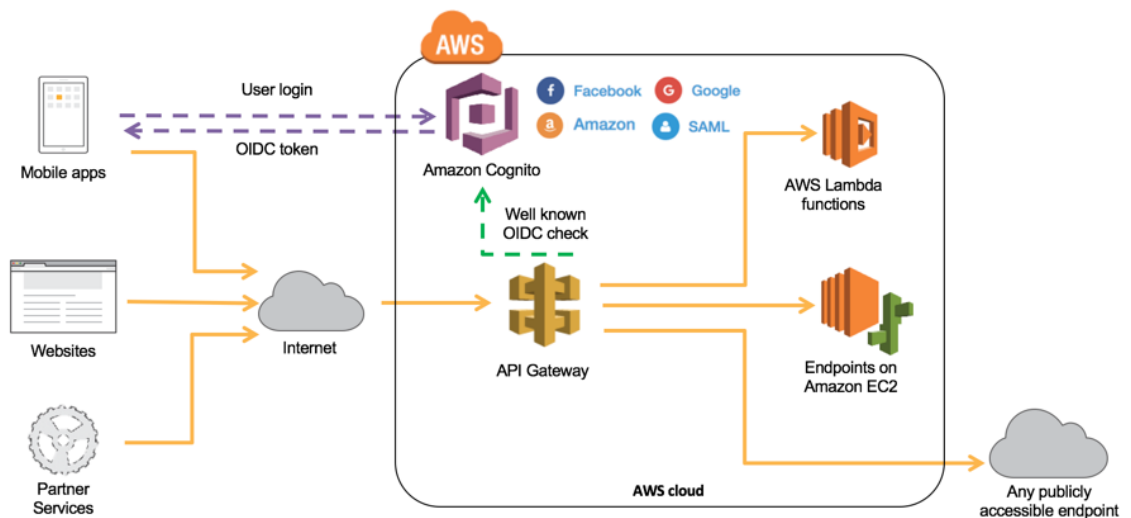 AWS
User login
OIDC token
Mobile apps
Facebook
Google
Amazon
SAML
Amazon Cognito
Well known
OIDC check
AWS Lambda
functions
Websites
Internet
API Gateway
Endpoints on
Amazon EC2
Partner
Services
AWS cloud
Any publicly
accessible endpoint